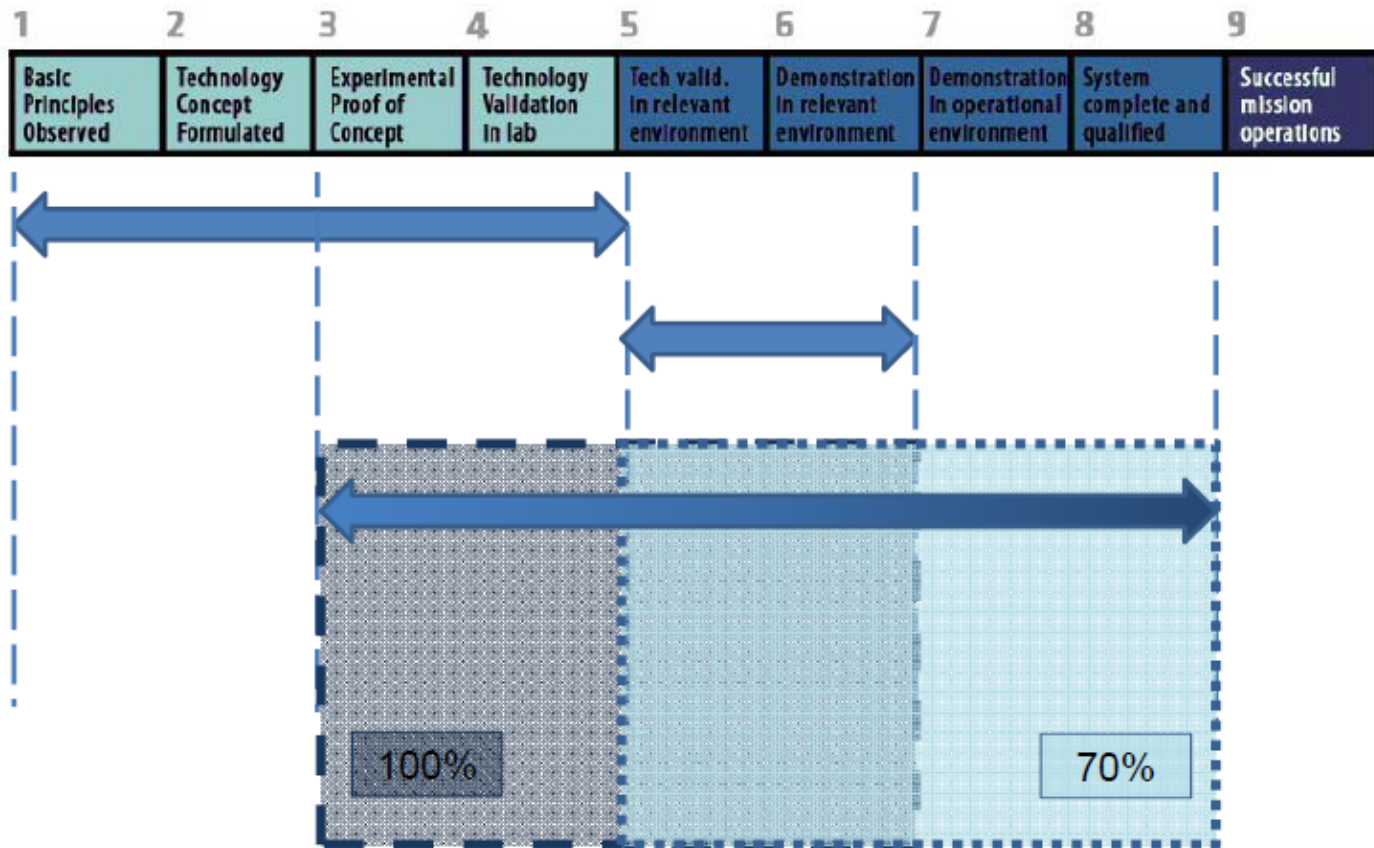 1 2 3 4 5 6 7 8 9
Basic
Principles
Observed
Technology
Concept
Formulated
Experimental
Proof of
Concept
Technology
Validation
in lab
Tech valid.
in relevant
environment
Demonstration
in relevant
environment
Demonstration
in operational
environment
System
complete and
qualified
Successful
mission
operations
100%
70%